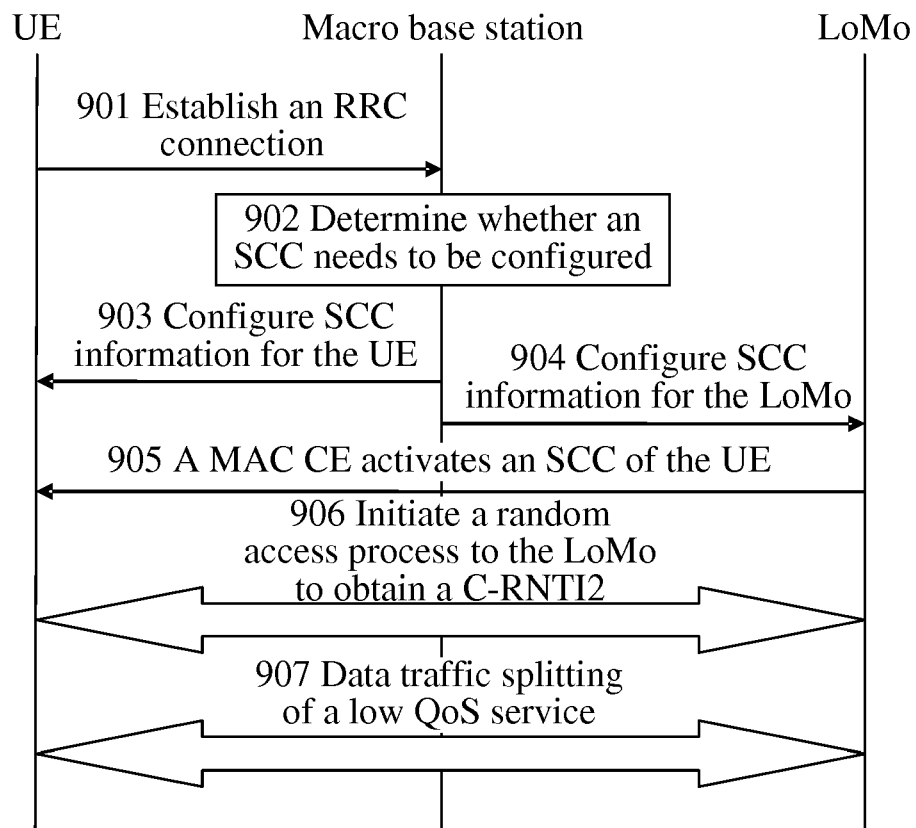 UE
Macro base station
LoMo
901 Establish an RRC
connection
902 Determine whether an
SCC needs to be configured
903 Configure SCC
information for the UE
904 Configure SCC
information for the LoMo
905 A MAC CE activates an SCC of the UE
906 Initiate a random
access process to the LoMo
to obtain a C-RNTI2
907 Data traffic splitting
of a low QoS service